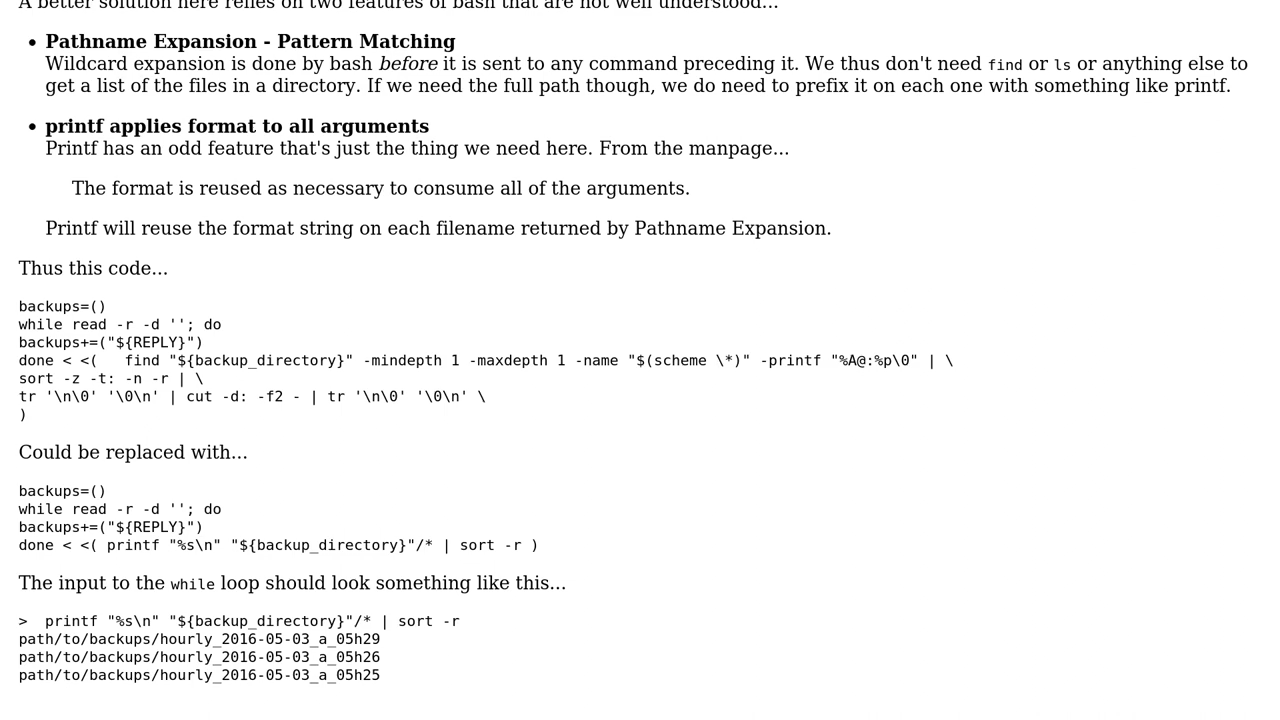 A better solution here relies on two features of bash that are not well understood...
• Pathname Expansion - Pattern Matching
Wildcard expansion is done by bash before it is sent to any command preceding it. We thus don't need find or ls or anything else to
get a list of the files in a directory. If we need the full path though, we do need to prefix it on each one with something like printf.
• printf applies format to all arguments
Printf has an odd feature that's just the thing we need here. From the manpage...
The format is reused as necessary to consume all of the arguments.
Printf will reuse the format string on each filename returned by Pathname Expansion.
Thus this code...
backups=()
while read -r -d ''; do
backups+=("${REPLY}")
done < <(   find "${backup_directory}" -mindepth 1 -maxdepth 1 -name "$(scheme \*)" -printf "%A@:%p\0" | \
sort -z -t: -n -r | \
tr '\n\0' '\0\n' | cut -d: -f2 - | tr '\n\0' '\0\n' \
)
Could be replaced with...
backups=()
while read -r -d ''; do
backups+=("${REPLY}")
done < <( printf "%s\n" "${backup_directory}"/* | sort -r )
The input to the while loop should look something like this...
>  printf "%s\n" "${backup_directory}"/* | sort -r
path/to/backups/hourly_2016-05-03_a_05h29
path/to/backups/hourly_2016-05-03_a_05h26
path/to/backups/hourly_2016-05-03_a_05h25